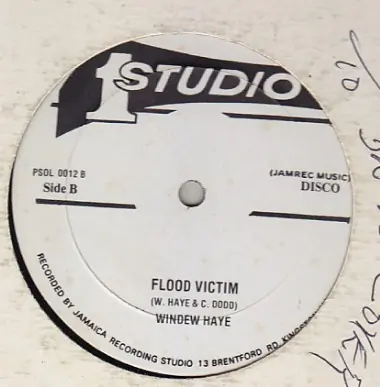 1 STUDIO
PSOL 0012 B
Side B
(JAMREC MUSIC)
DISCO
FLOOD VICTIM
(W. HAYE & C. DODD)
WINDEW HAYE
RECORDED BY JAMAICA RECORDING STUDIO 13 BRENTFORD RD,
10